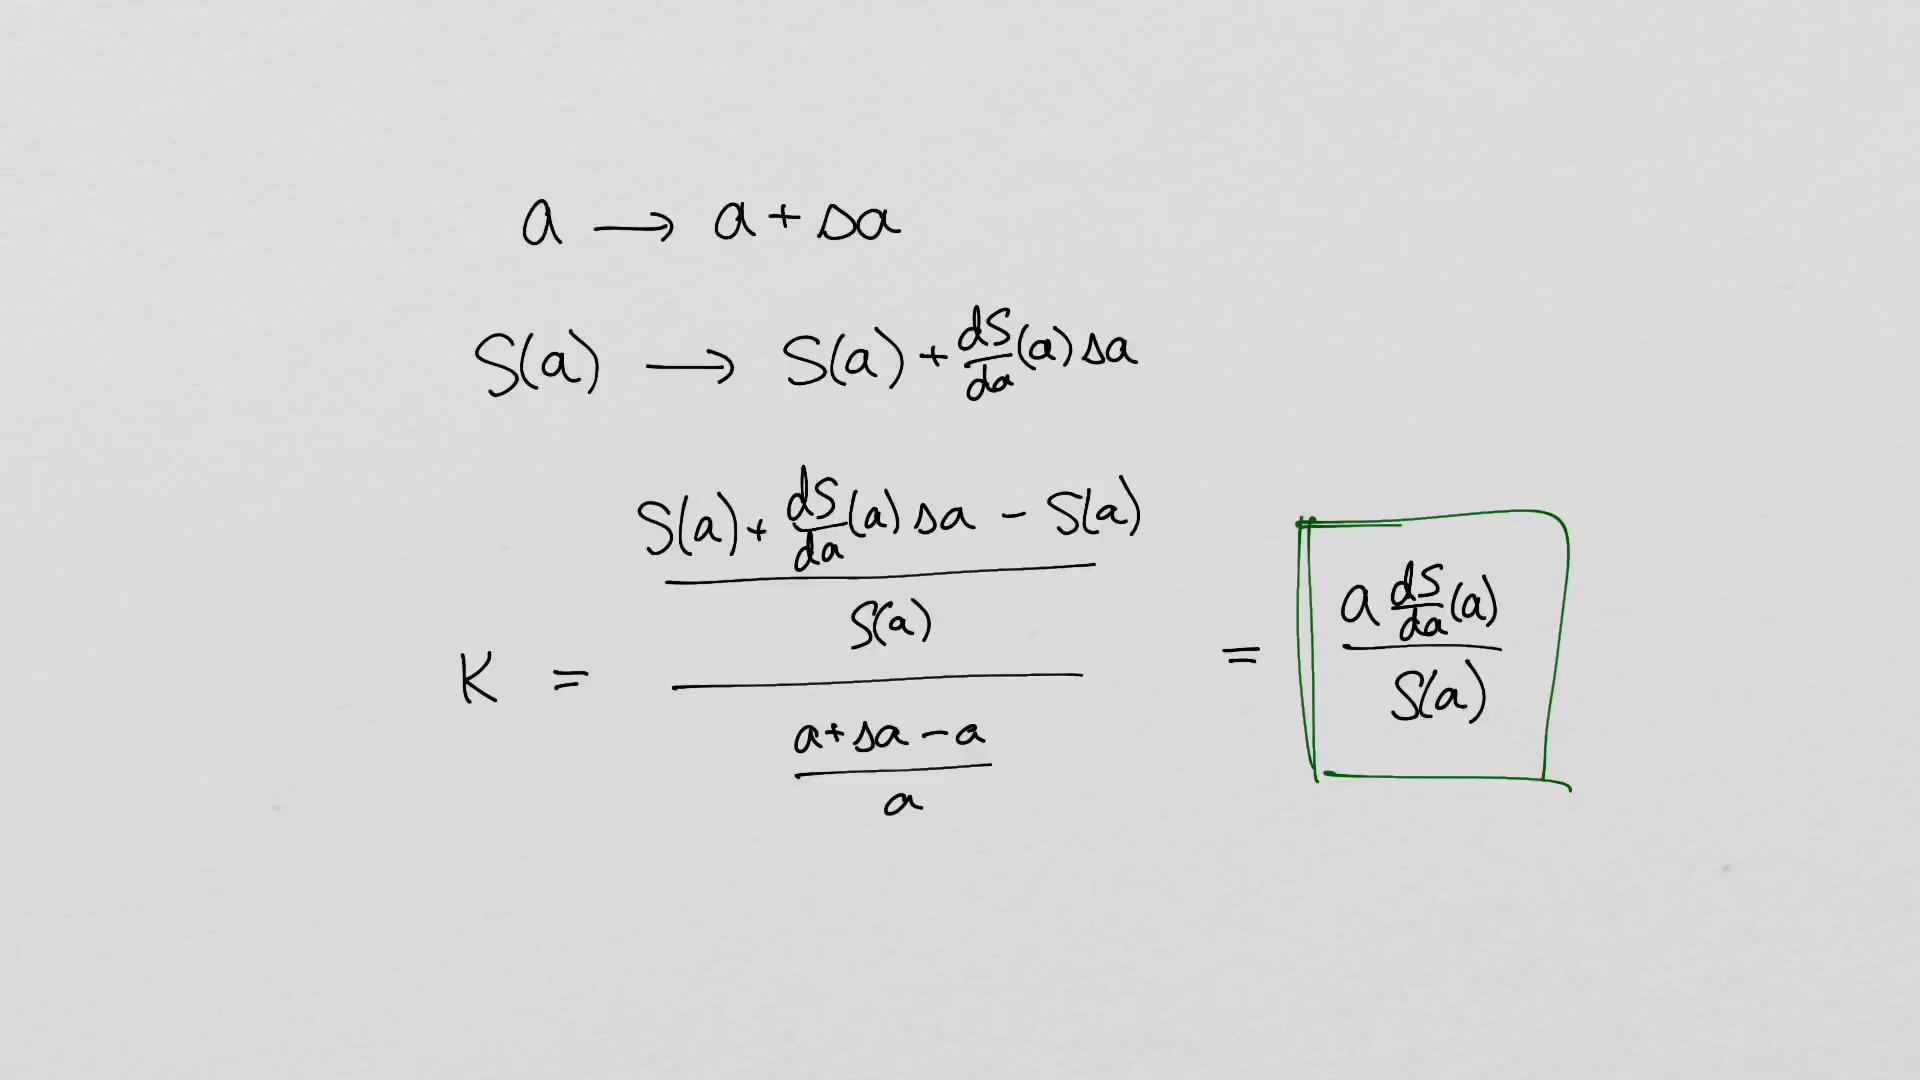 a → a + Δa
S(a) → S(a) + dS/da (a) Δa
K = ((S(a) + dS/da (a) Δa - S(a)) / S(a)) / ((a + Δa - a) / a) = (a dS/da (a)) / S(a)